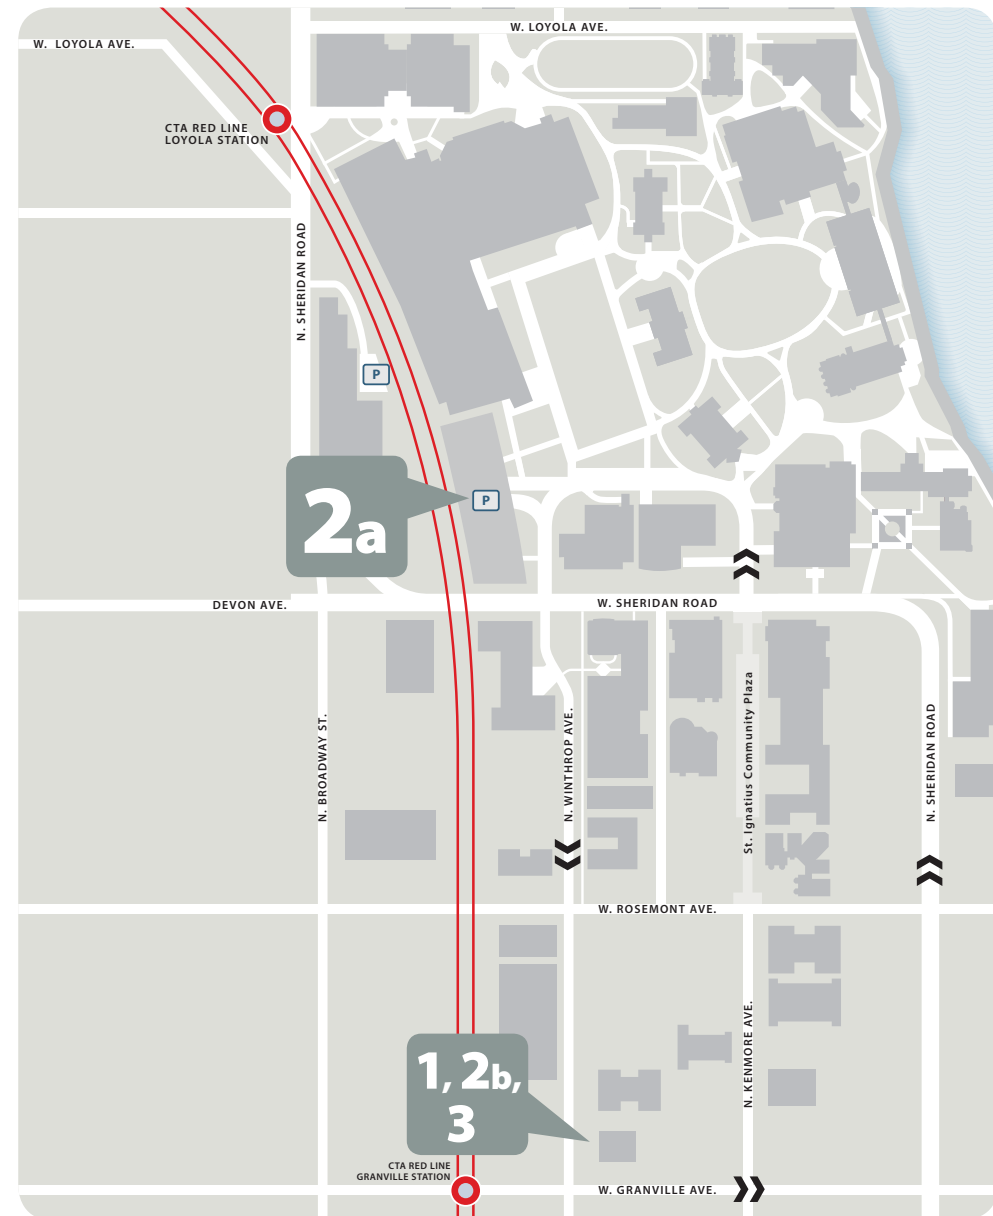 W. LOYOLA AVE.
W. LOYOLA AVE.
CTA RED LINE
LOYOLA STATION
N. SHERIDAN ROAD
P
2a
P
DEVON AVE.
W. SHERIDAN ROAD
N. BROADWAY ST.
N. WINTHROP AVE.
St. Ignatius Community Plaza
N. SHERIDAN ROAD
W. ROSEMONT AVE.
N. KENMORE AVE.
1, 2b,
3
CTA RED LINE
GRANVILLE STATION
W. GRANVILLE AVE.